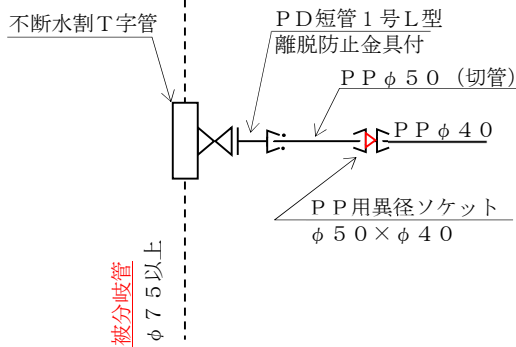 不断水割T字管
PD短管1号L型
離脱防止金具付
PPφ50（切管）
PPφ40
PP用異径ソケット
φ50×φ40
被分岐管
φ75以上